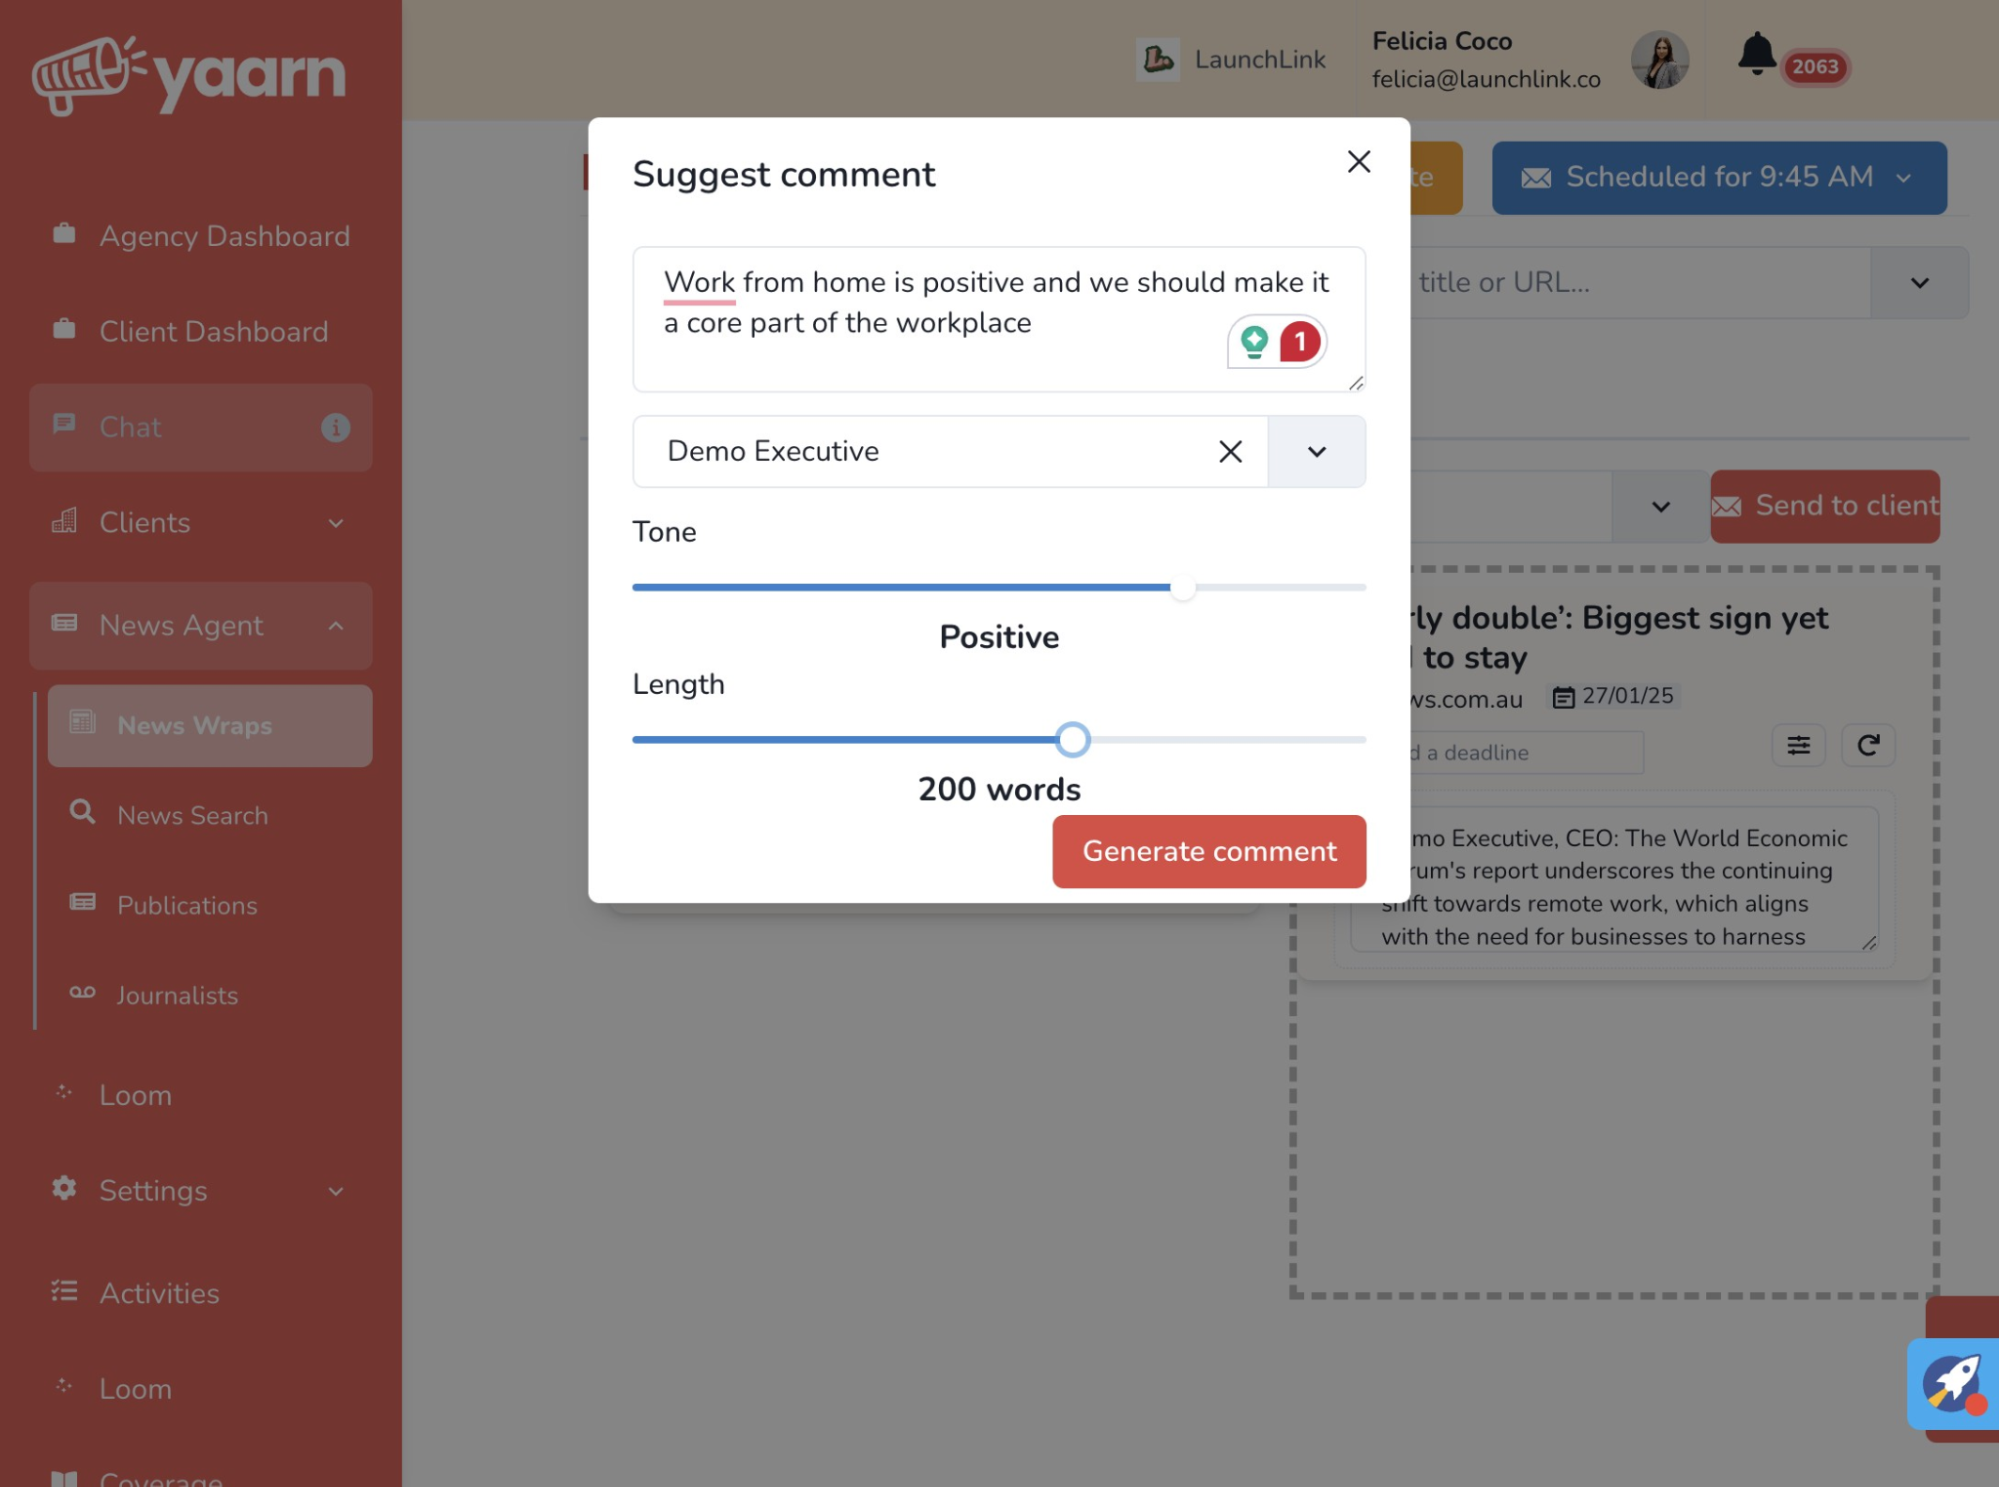 yaarn
Agency Dashboard
Client Dashboard
Chat
Clients
News Agent
News Wraps
News Search
Publications
Journalists
Loom
Settings
Activities
Loom
Coverage
LaunchLink
Felicia Coco
felicia@launchlink.co
2063
Scheduled for 9:45 AM
title or URL...
Send to client
rly double’: Biggest sign yet
to stay
ws.com.au
27/01/25
d a deadline
mo Executive, CEO: The World Economic
rum's report underscores the continuing
shift towards remote work, which aligns
with the need for businesses to harness
Suggest comment
Work from home is positive and we should make it
a core part of the workplace
1
Demo Executive
Tone
Positive
Length
200 words
Generate comment